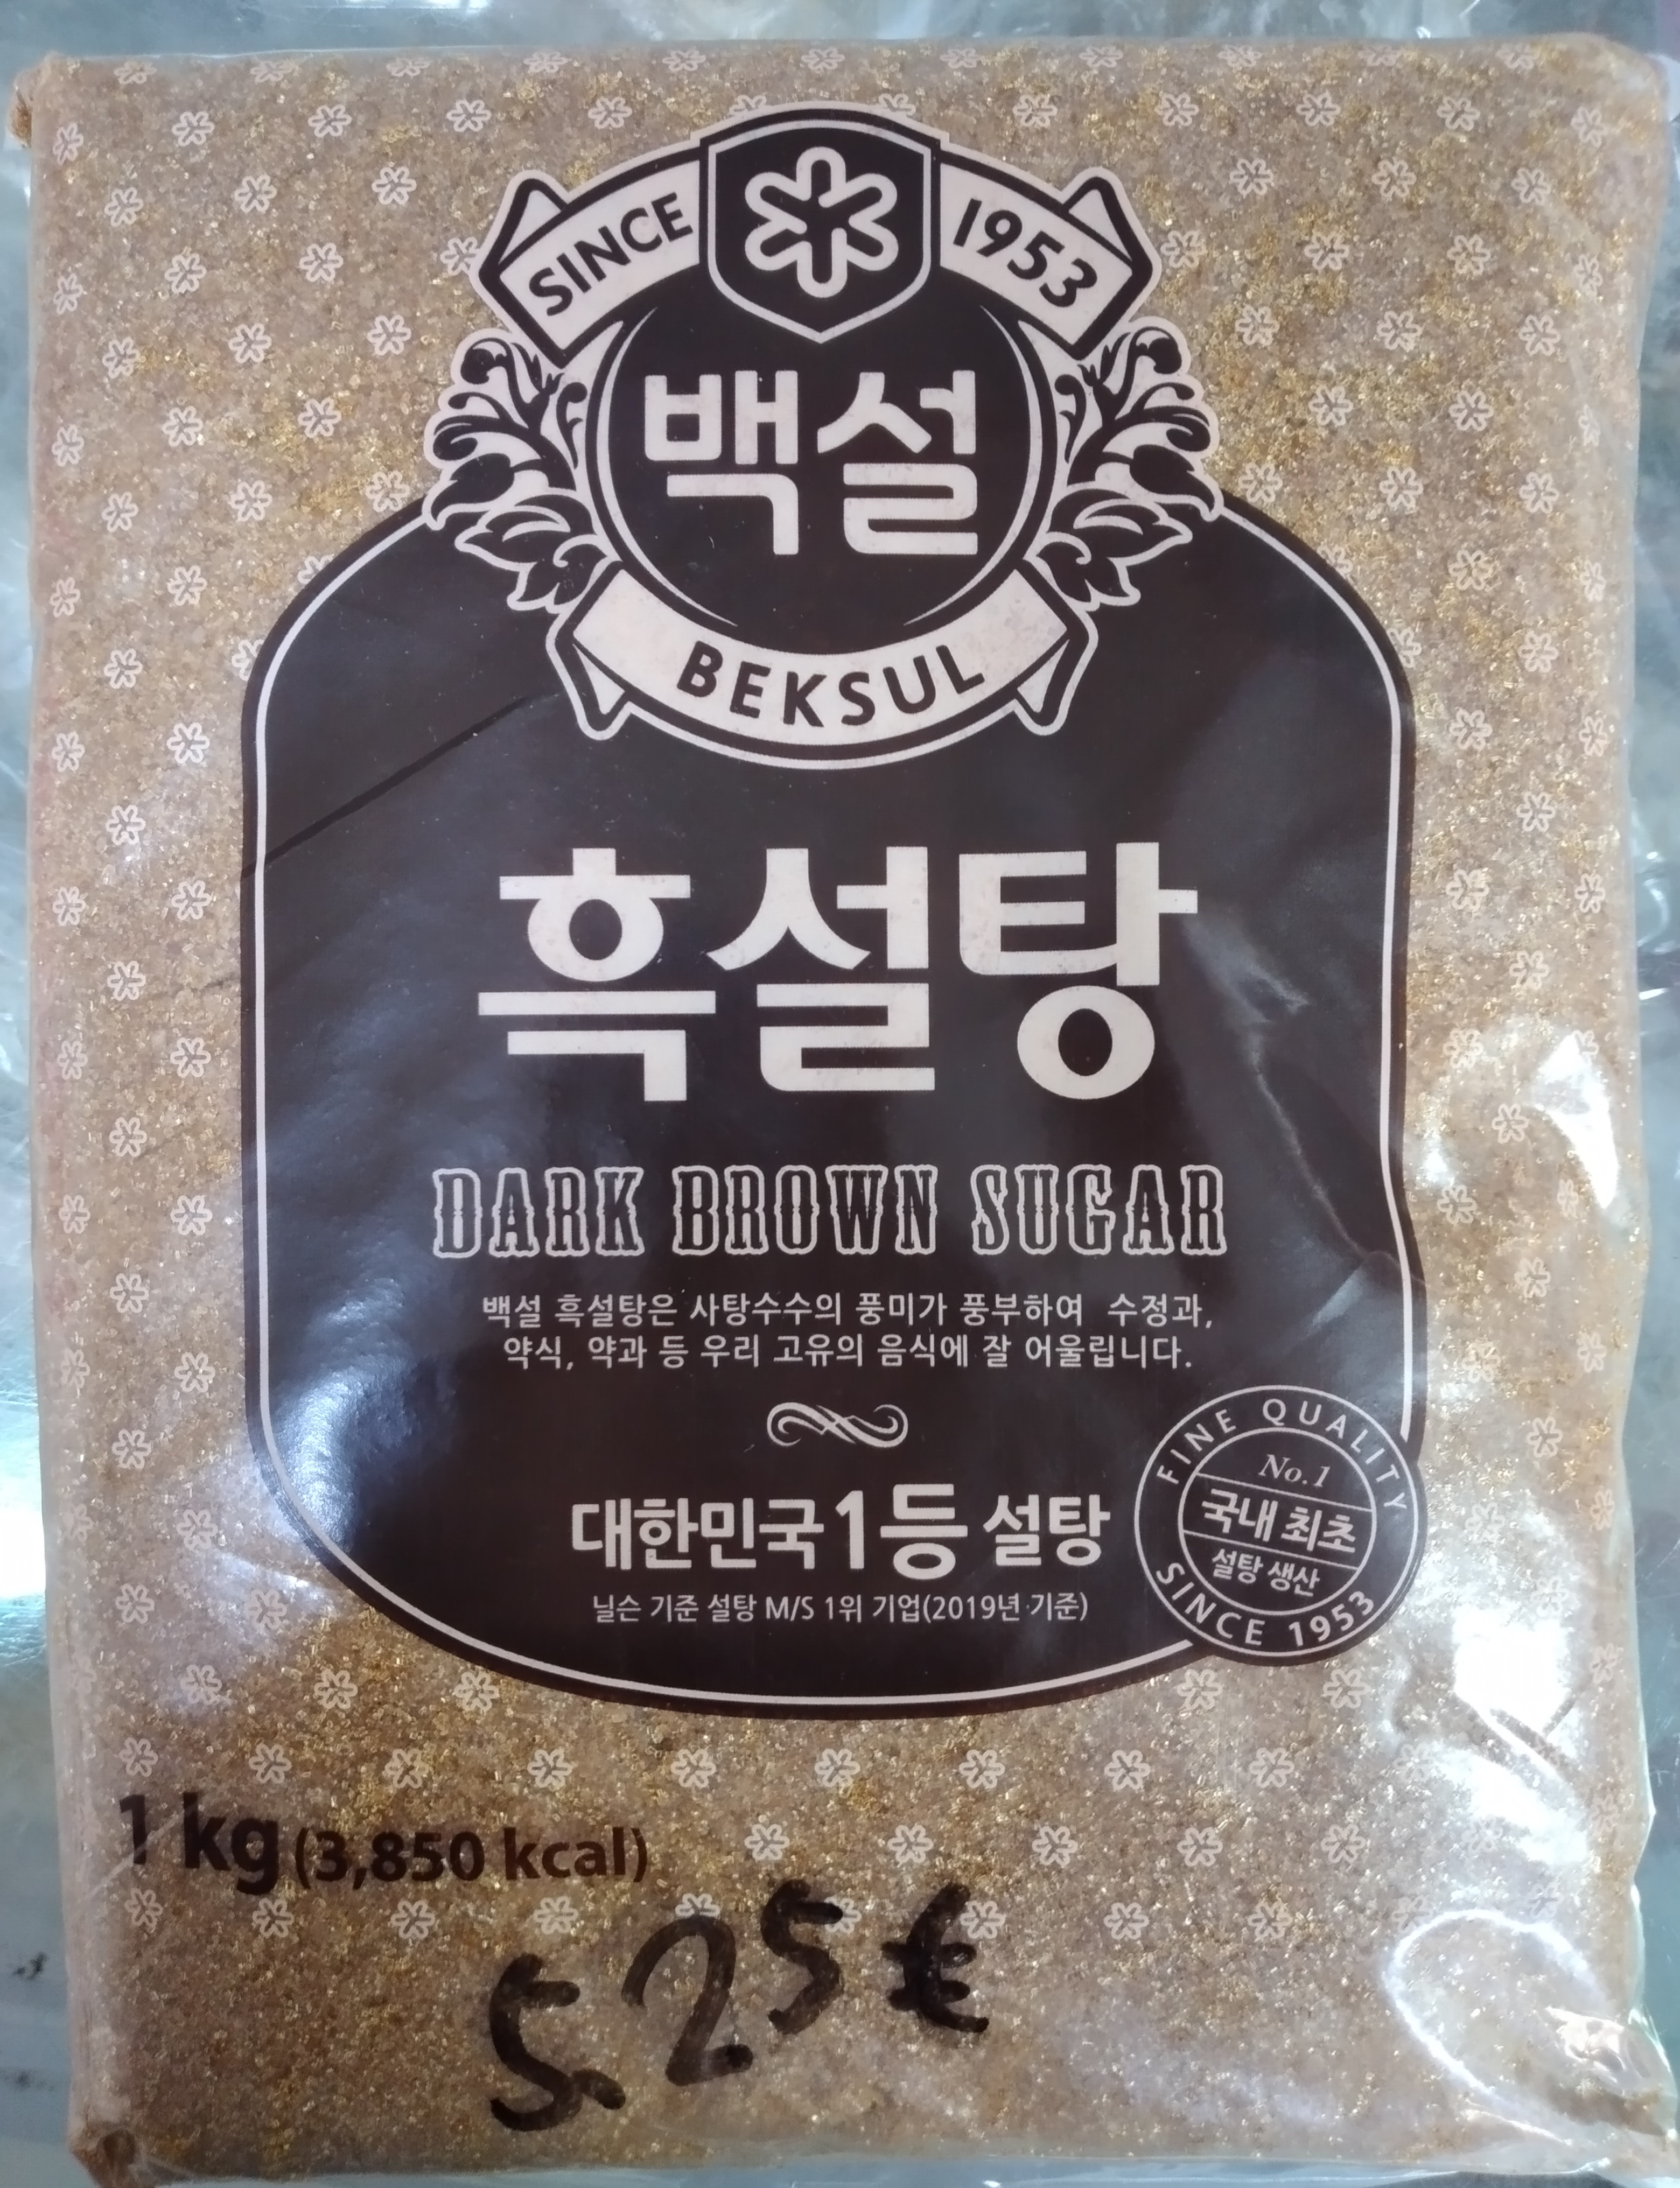 SINCE 1953
백설
BEKSUL
흑설탕
DARK BROWN SUGAR
백설 흑설탕은 사탕수수의 풍미가 풍부하여 수정과,
약식, 약과 등 우리 고유의 음식에 잘 어울립니다.
대한민국1등 설탕
닐슨 기준 설탕 M/S 1위 기업(2019년 기준)
FINE QUALITY
No.1
국내 최초
설탕 생산
SINCE 1953
1 kg (3,850 kcal)
5.25€